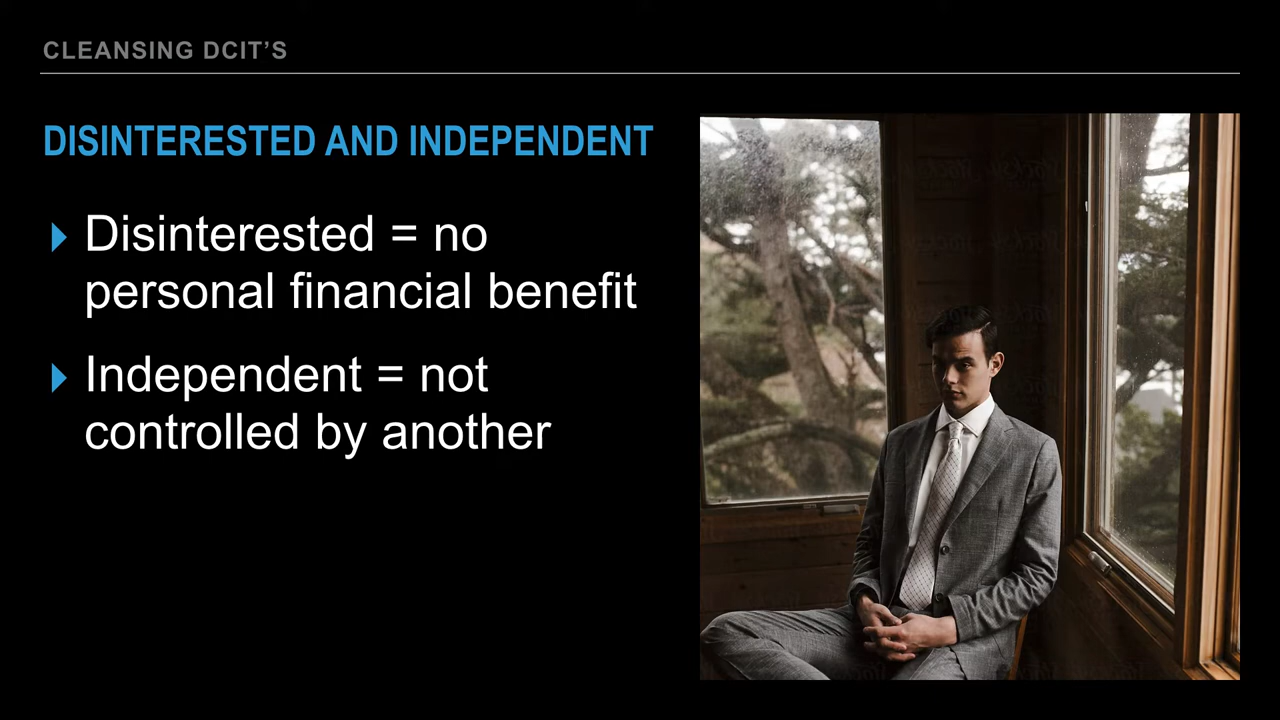 CLEANSING DCIT’S
DISINTERESTED AND INDEPENDENT
Disinterested = no
personal financial benefit
Independent = not
controlled by another